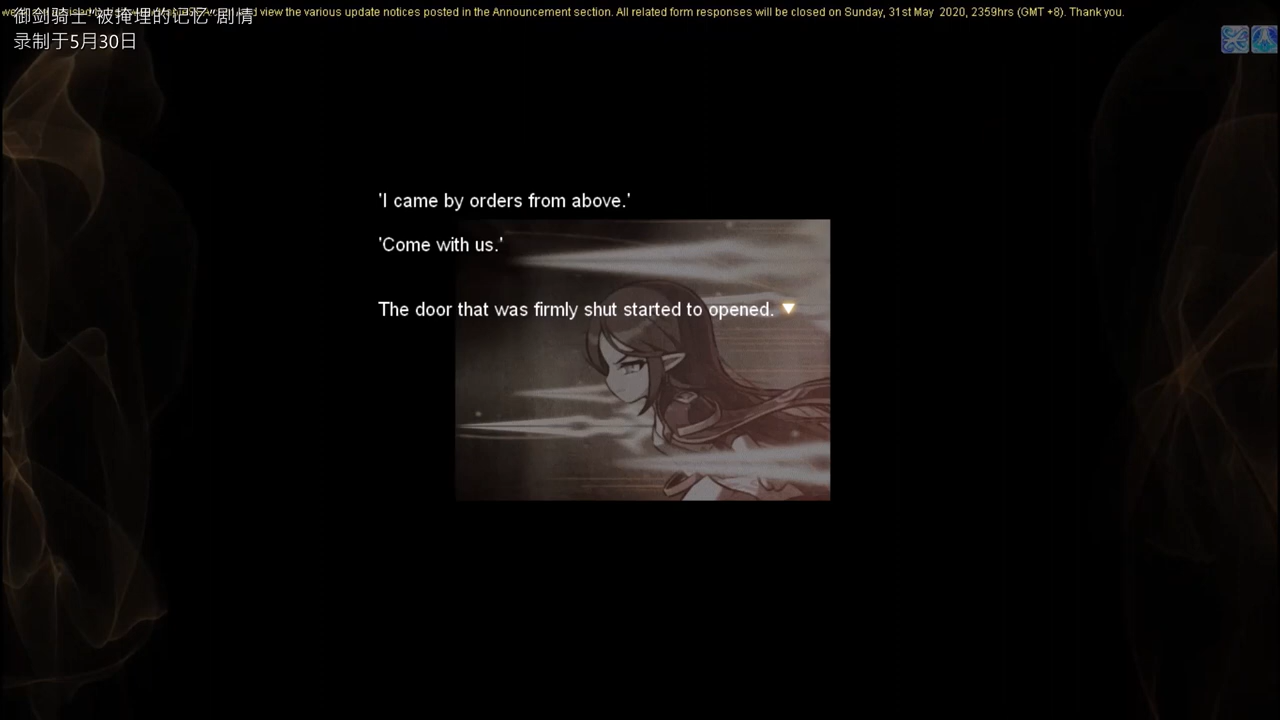 view the various update notices posted in the Announcement section. All related form responses will be closed on Sunday, 31st May 2020, 2359hrs (GMT +8). Thank you.
御剑骑士“被掩埋的记忆”剧情
录制于5月30日
'I came by orders from above.'
'Come with us.'
The door that was firmly shut started to opened.